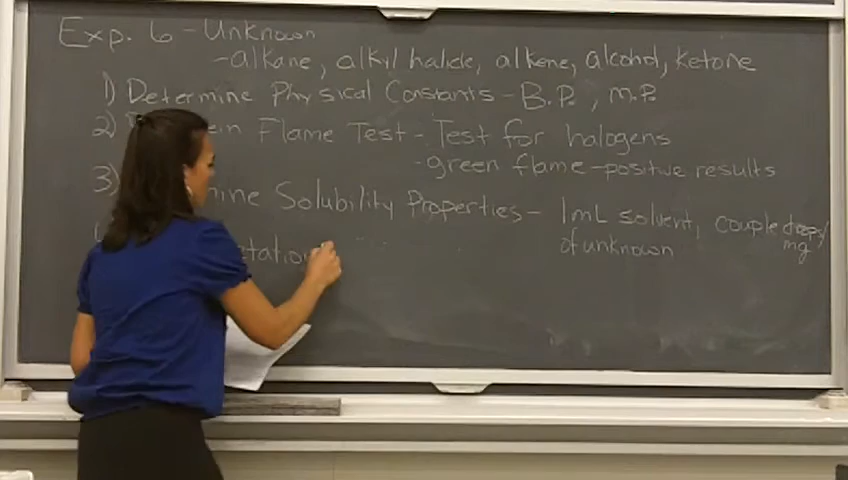 Exp. 6 - Unknown
- alkane, alkyl halide, alkene, alcohol, ketone
1) Determine Physical Constants - B.P., m.P.
2) Flame Test - Test for halogens
- green flame - positive results
3) Solubility Properties - 1mL solvent, couple drops/
mg
of unknown